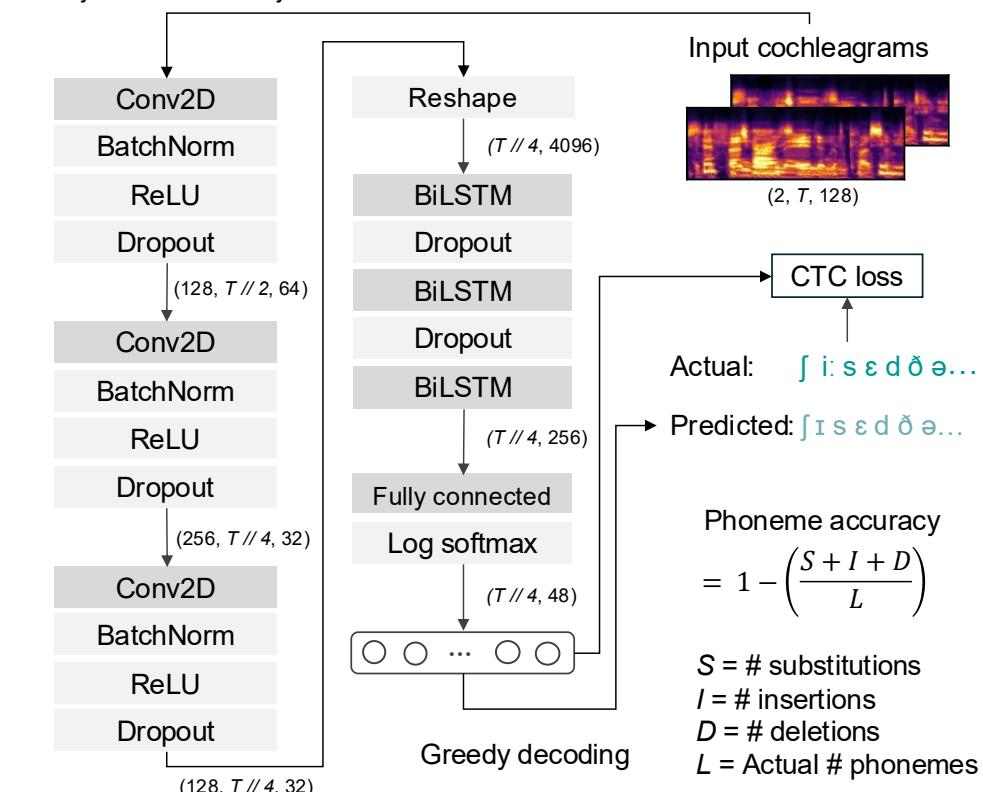 Input cochleagrams
(2, T, 128)
Conv2D
BatchNorm
ReLU
Dropout
(128, T // 2, 64)
Conv2D
BatchNorm
ReLU
Dropout
(256, T // 4, 32)
Conv2D
BatchNorm
ReLU
Dropout
(128, T // 4, 32)
Reshape
(T // 4, 4096)
BiLSTM
Dropout
BiLSTM
Dropout
BiLSTM
(T // 4, 256)
Fully connected
Log softmax
(T // 4, 48)
...
Greedy decoding
CTC loss
Actual: ʃ iː s ɛ d ð ə...
Predicted: ʃ ɪ s ɛ d ð ə...
Phoneme accuracy
= 1 − (S + I + D / L)
S = # substitutions
I = # insertions
D = # deletions
L = Actual # phonemes